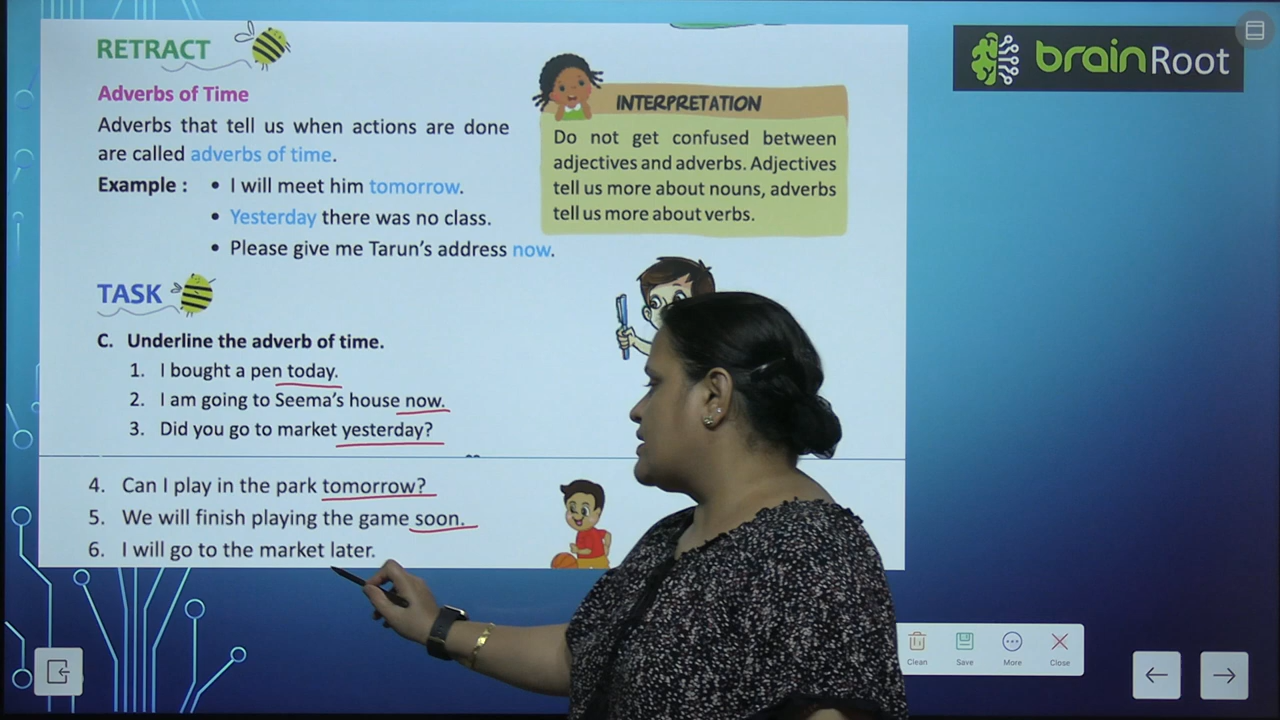 RETRACT
Adverbs of Time
Adverbs that tell us when actions are done
are called adverbs of time.
Example : • I will meet him tomorrow.
• Yesterday there was no class.
• Please give me Tarun's address now.
INTERPRETATION
Do not get confused between
adjectives and adverbs. Adjectives
tell us more about nouns, adverbs
tell us more about verbs.
TASK
C. Underline the adverb of time.
1. I bought a pen today.
2. I am going to Seema's house now.
3. Did you go to market yesterday?
4. Can I play in the park tomorrow?
5. We will finish playing the game soon.
6. I will go to the market later.
brainRoot
Clean Save More Close